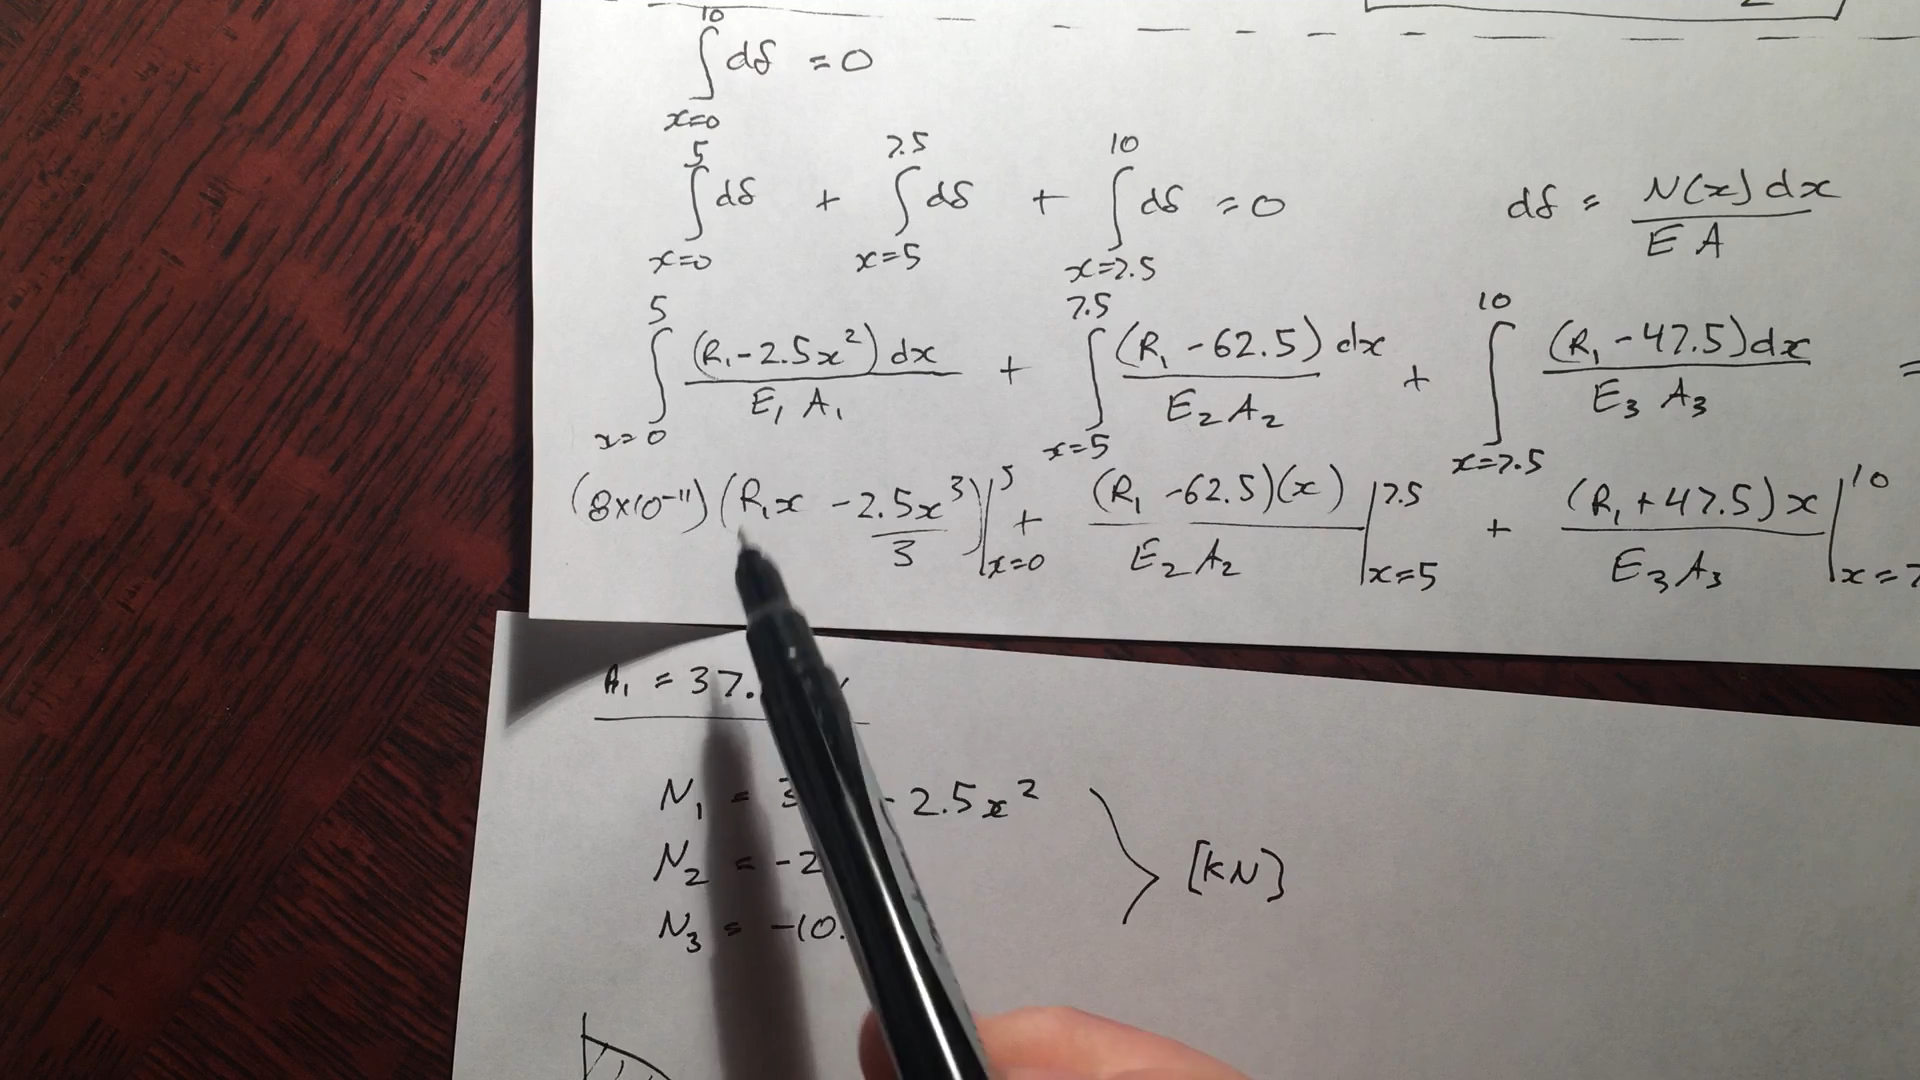 ∫_{x=0}^{10} dδ = 0
∫_{x=0}^{5} dδ + ∫_{x=5}^{7.5} dδ + ∫_{x=7.5}^{10} dδ = 0
dδ = N(x) dx / E A
∫_{x=0}^{5} (R₁ - 2.5x²) dx / E₁ A₁ + ∫_{x=5}^{7.5} (R₁ - 62.5) dx / E₂ A₂ + ∫_{x=7.5}^{10} (R₁ - 47.5) dx / E₃ A₃ =
(8×10⁻¹¹) (R₁x - 2.5x³ / 3) |_{x=0}^{5} + (R₁ - 62.5)(x) / E₂ A₂ |_{x=5}^{7.5} + (R₁ + 47.5) x / E₃ A₃ |_{x=7}^{10}
= 37.
N₁ = 3 - 2.5x²
N₂ = -2
N₃ = -10.
[kN]